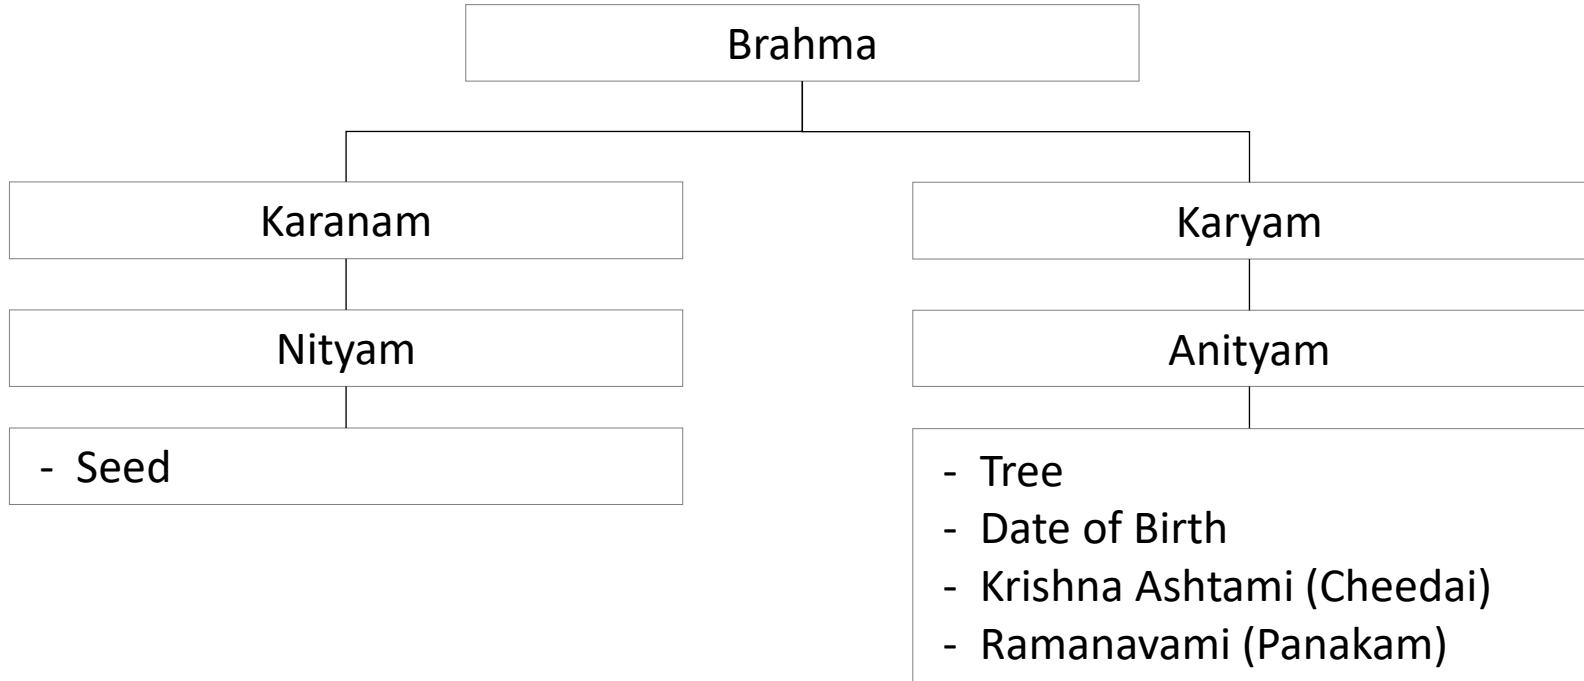 Brahma
Karanam
Karyam
Nityam
Anityam
- Seed
- Tree
- Date of Birth
- Krishna Ashtami (Cheedai)
- Ramanavami (Panakam)